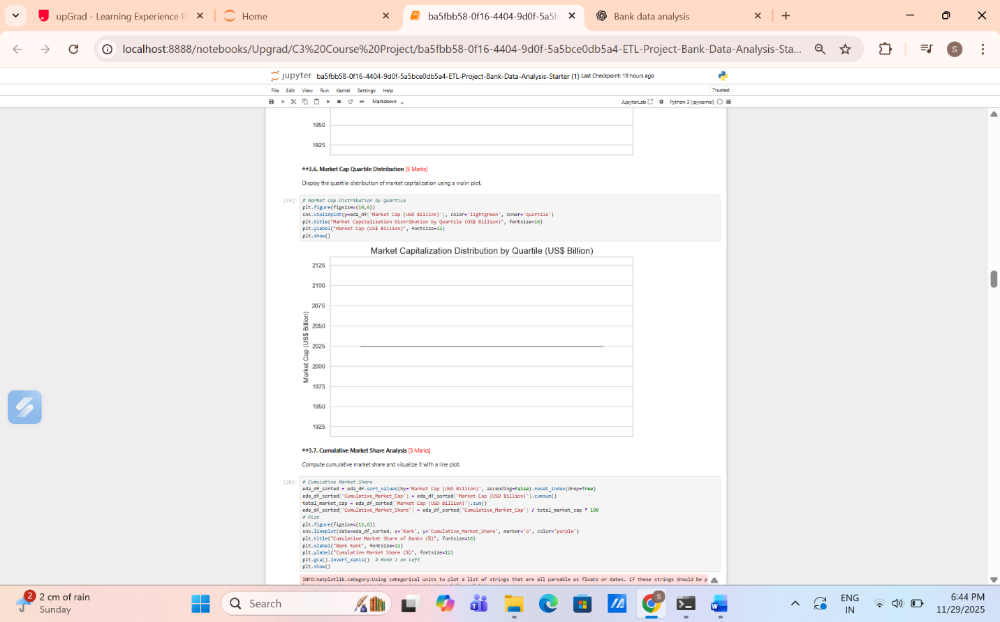 upGrad - Learning Experience P
Home
ba5fbb58-0f16-4404-9d0f-5a5b
Bank data analysis
localhost:8888/notebooks/Upgrad/C3%20Course%20Project/ba5fbb58-0f16-4404-9d0f-5a5bce0db5a4-ETL-Project-Bank-Data-Analysis-Sta...
S
jupyter ba5fbb58-0f16-4404-9d0f-5a5bce0db5a4-ETL-Project-Bank-Data-Analysis-Starter (1) Last Checkpoint: 19 hours ago
File Edit View Run Kernel Settings Help
Trusted
Markdown
JupyterLab
Python 3 (ipykernel)
1950
1925
##3.6. Market Cap Quartile Distribution [5 Marks]
Display the quartile distribution of market capitalization using a violin plot.
[19]: # Market Cap Distribution by Quartile
plt.figure(figsize=(10,6))
sns.violinplot(y=eda_df['Market Cap (USD Billion)'], color='lightgreen', inner='quartile')
plt.title("Market Capitalization Distribution by Quartile (US$ Billion)", fontsize=16)
plt.ylabel("Market Cap (US$ Billion)", fontsize=12)
plt.show()
Market Capitalization Distribution by Quartile (US$ Billion)
Market Cap (US$ Billion)
2125
2100
2075
2050
2025
2000
1975
1950
1925
##3.7. Cumulative Market Share Analysis [5 Marks]
Compute cumulative market share and visualize it with a line plot.
[20]: # Cumulative Market Share
eda_df_sorted = eda_df.sort_values(by='Market Cap (USD Billion)', ascending=False).reset_index(drop=True)
eda_df_sorted['Cumulative_Market_Cap'] = eda_df_sorted['Market Cap (USD Billion)'].cumsum()
total_market_cap = eda_df_sorted['Market Cap (USD Billion)'].sum()
eda_df_sorted['Cumulative_Market_Share'] = eda_df_sorted['Cumulative_Market_Cap'] / total_market_cap * 100
# Plot
plt.figure(figsize=(12,6))
sns.lineplot(data=eda_df_sorted, x='Rank', y='Cumulative_Market_Share', marker='o', color='purple')
plt.title("Cumulative Market Share of Banks (%)", fontsize=16)
plt.xlabel("Bank Rank", fontsize=12)
plt.ylabel("Cumulative Market Share (%)", fontsize=12)
plt.gca().invert_xaxis() # Rank 1 on left
plt.show()
INFO:matplotlib.category:Using categorical units to plot a list of strings that are all parsable as floats or dates. If these strings should be p
2
2 cm of rain
Sunday
Search
S
ENG
IN
6:44 PM
11/29/2025